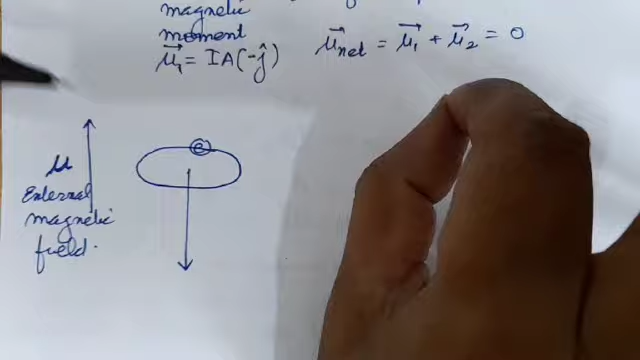 magnetic
moment
μ⃗₁ = IA(-ĵ)
μ⃗net = μ⃗₁ + μ⃗₂ = 0
e
μ
External
magnetic
field.